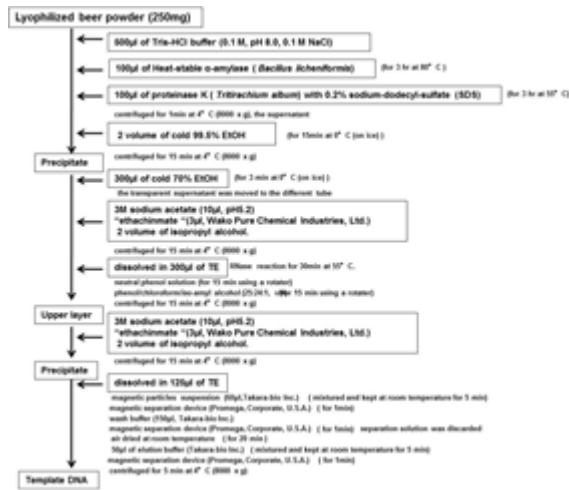 Lyophilized beer powder (250mg)
500µl of Tris-HCl buffer (0.1 M, pH 8.0, 0.1 M NaCl)
100µl of Heat-stable α-amylase ( Bacillus licheniformis) (for 3 hr at 80° C)
100µl of proteinase K ( Tritirachium album) with 0.2% sodium-dodecyl-sulfate (SDS) (for 3 hr at 55° C)
centrifuged for 1min at 4° C (8000 x g), the supernatant
2 volume of cold 99.5% EtOH (for 15min at 0° C (on ice) )
centrifuged for 15 min at 4° C (8000 x g)
Precipitate
300µl of cold 70% EtOH (for 3 min at 0° C (on ice) )
the transparent supernatant was moved to the different tube
3M sodium acetate (10µl, pH5.2)
"ethachinmate "(3µl, Wako Pure Chemical Industries, Ltd.)
2 volume of isopropyl alcohol.
centrifuged for 15 min at 4° C (8000 x g)
dissolved in 300µl of TE RNase reaction for 30min at 55° C,
neutral phenol solution (for 15 min using a rotater)
phenol/chloroform/iso-amyl alcohol (25:24:1, for 15 min using a rotater)
centrifuged for 15 min at 4° C (8000 x g)
Upper layer
3M sodium acetate (10µl, pH5.2)
"ethachinmate "(3µl, Wako Pure Chemical Industries, Ltd.)
2 volume of isopropyl alcohol.
centrifuged for 15 min at 4° C (8000 x g)
Precipitate
dissolved in 125µl of TE
magnetic particles suspension (60µl,Takara-bio Inc.) ( mixtured and kept at room temperature for 5 min)
magnetic separation device (Promega, Corporate, U.S.A.) ( for 1min)
wash buffer (150µl, Takara-bio Inc.)
magnetic separation device (Promega, Corporate, U.S.A.) ( for 1min) separation solution was discarded
air dried at room temperature ( for 20 min )
50µl of elution buffer (Takara-bio Inc.) ( mixtured and kept at room temperature for 5 min)
magnetic separation device (Promega, Corporate, U.S.A.) ( for 1min)
centrifuged for 5 min at 4° C (8000 x g)
Template DNA